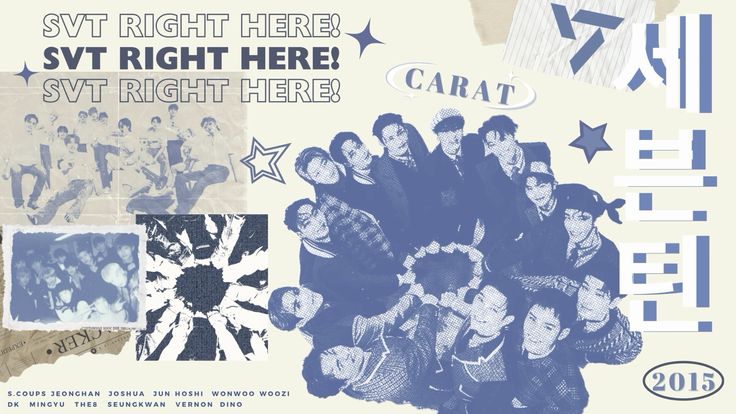 SVT RIGHT HERE!
SVT RIGHT HERE!
SVT RIGHT HERE!
CARAT
세
븐
틴
2015
S.COUPS JEONGHAN JOSHUA JUN HOSHI WONWOO WOOZI
DK MINGYU THE8 SEUNGKWAN VERNON DINO